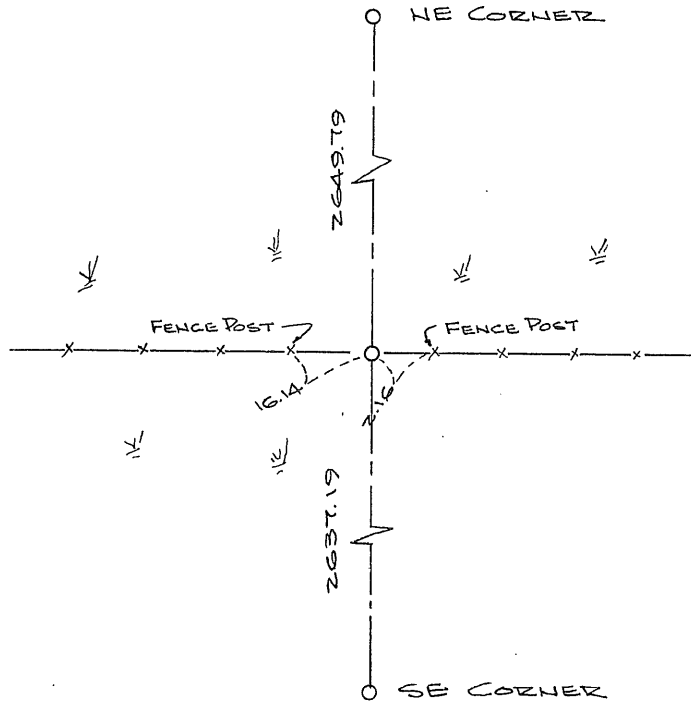 NE CORNER
2649.79
FENCE POST
FENCE POST
16.14
2.16
2637.19
SE CORNER